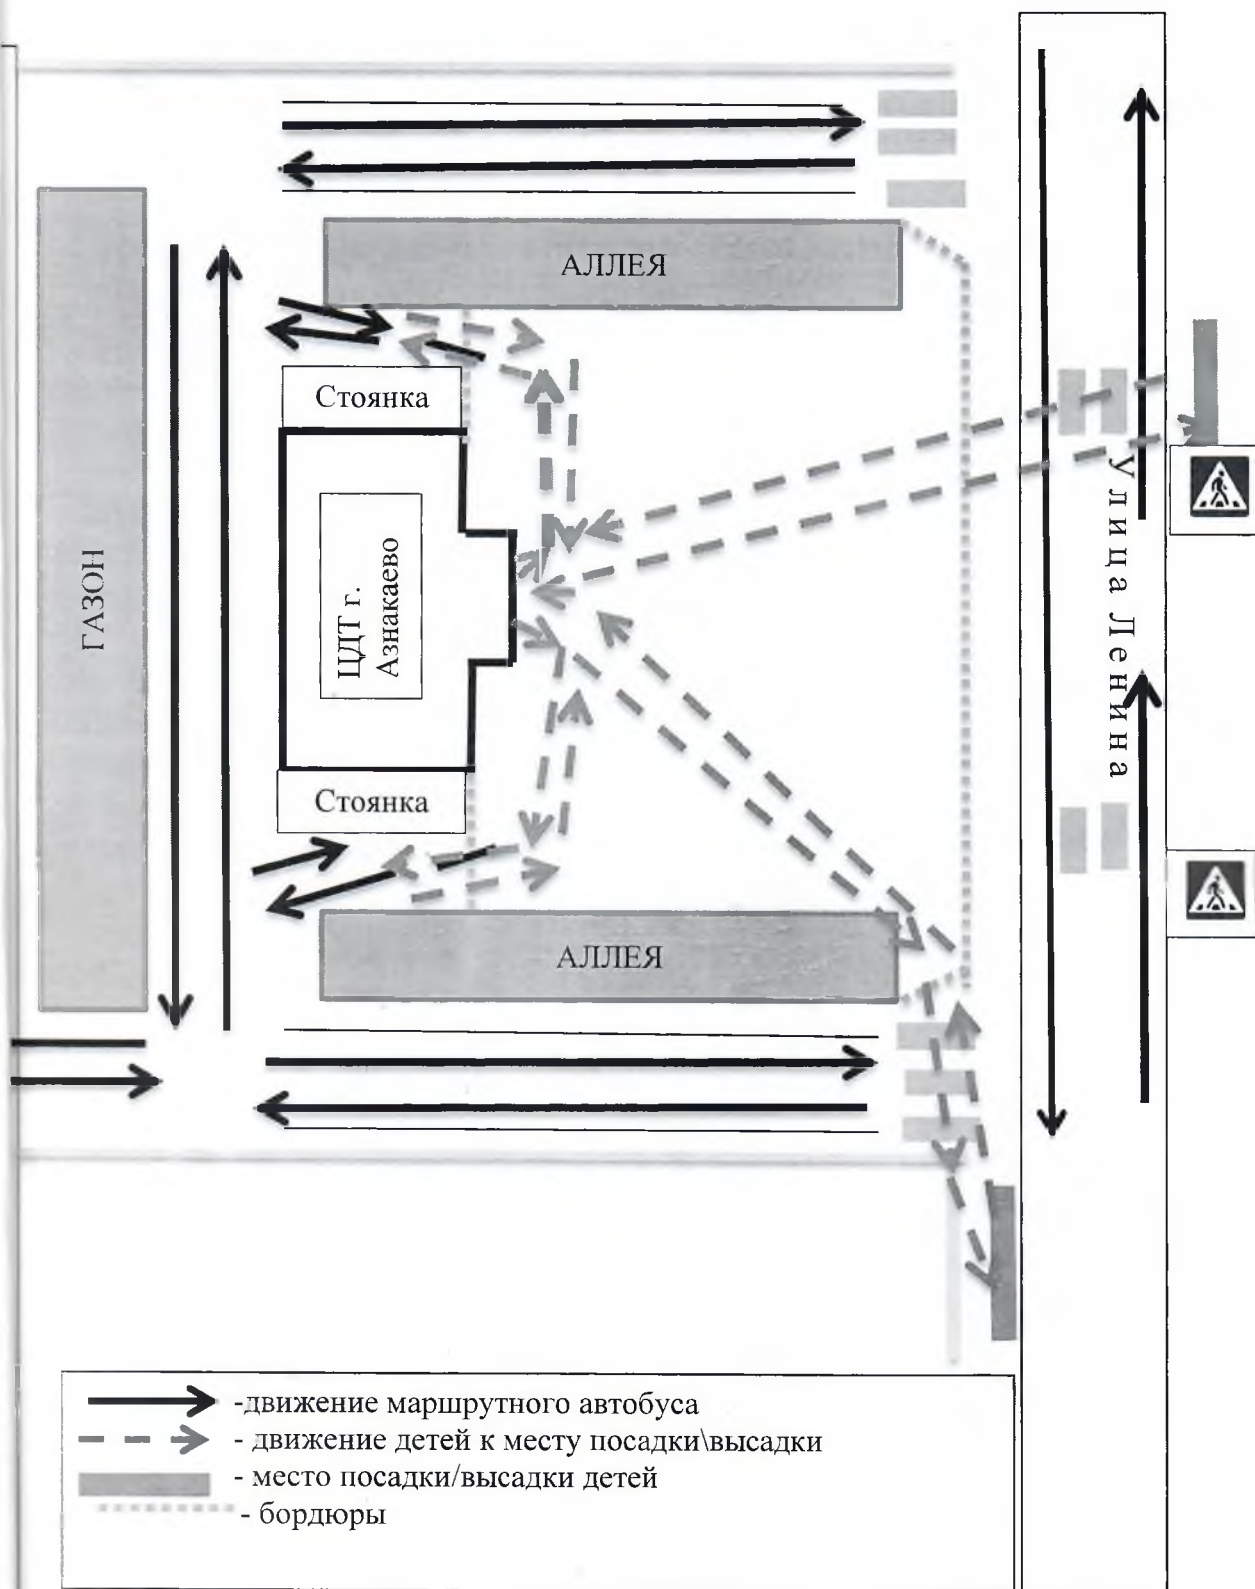 АЛЛЕЯ
Стоянка
ГАЗОН
ЦДТ г.
Азнакаево
Улица Ленина
Стоянка
АЛЛЕЯ
-движение маршрутного автобуса
- движение детей к месту посадки\высадки
- место посадки/высадки детей
- бордюры